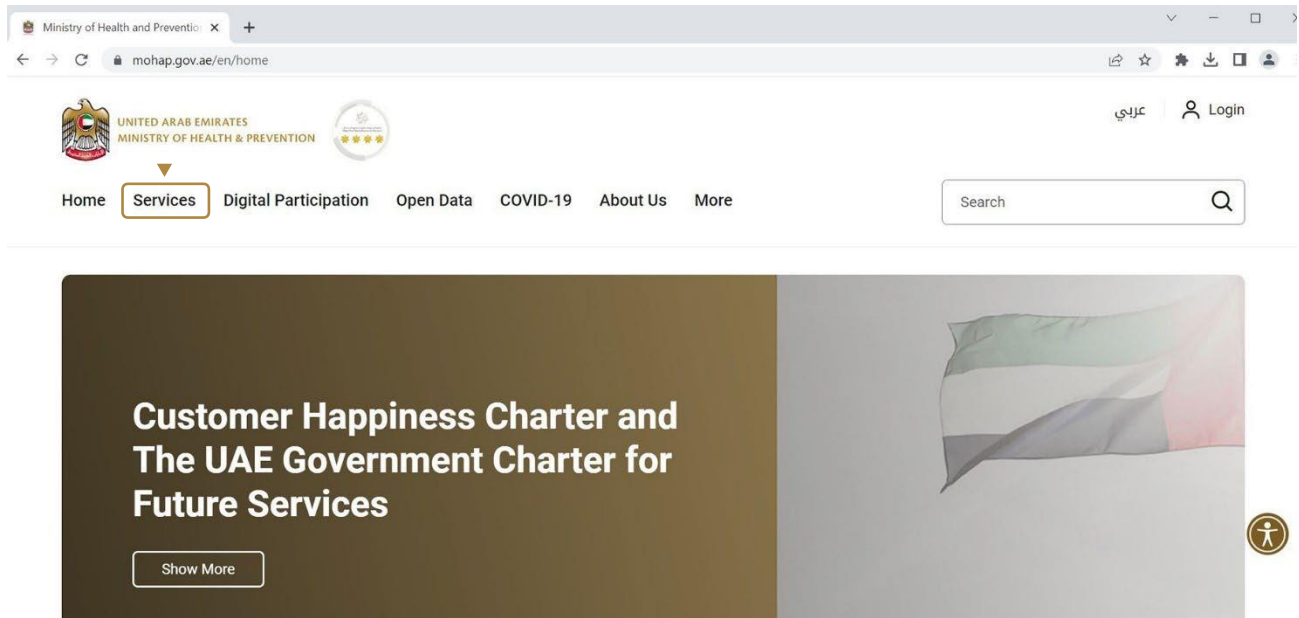 Ministry of Health and Preventio
mohap.gov.ae/en/home
UNITED ARAB EMIRATES
MINISTRY OF HEALTH & PREVENTION
عربي
Login
Home Services Digital Participation Open Data COVID-19 About Us More
Search
Customer Happiness Charter and
The UAE Government Charter for
Future Services
Show More